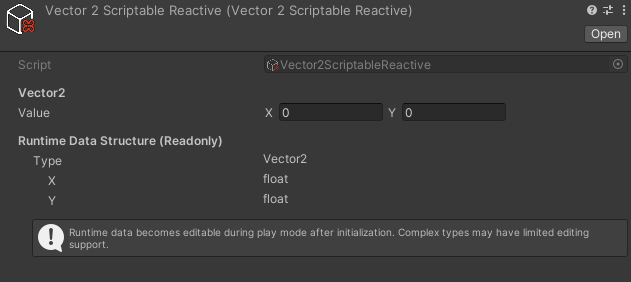 Vector 2 Scriptable Reactive (Vector 2 Scriptable Reactive)
Open
Script Vector2ScriptableReactive
Vector2
Value X 0 Y 0
Runtime Data Structure (Readonly)
Type Vector2
X float
Y float
Runtime data becomes editable during play mode after initialization. Complex types may have limited editing
support.